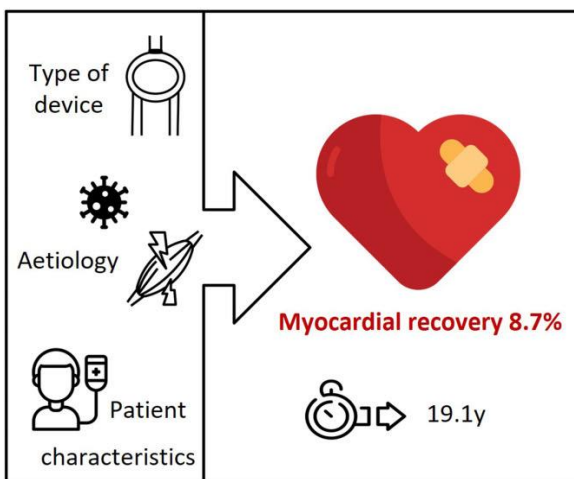 Type of
device
Aetiology
Patient
characteristics
Myocardial recovery 8.7%
19.1y